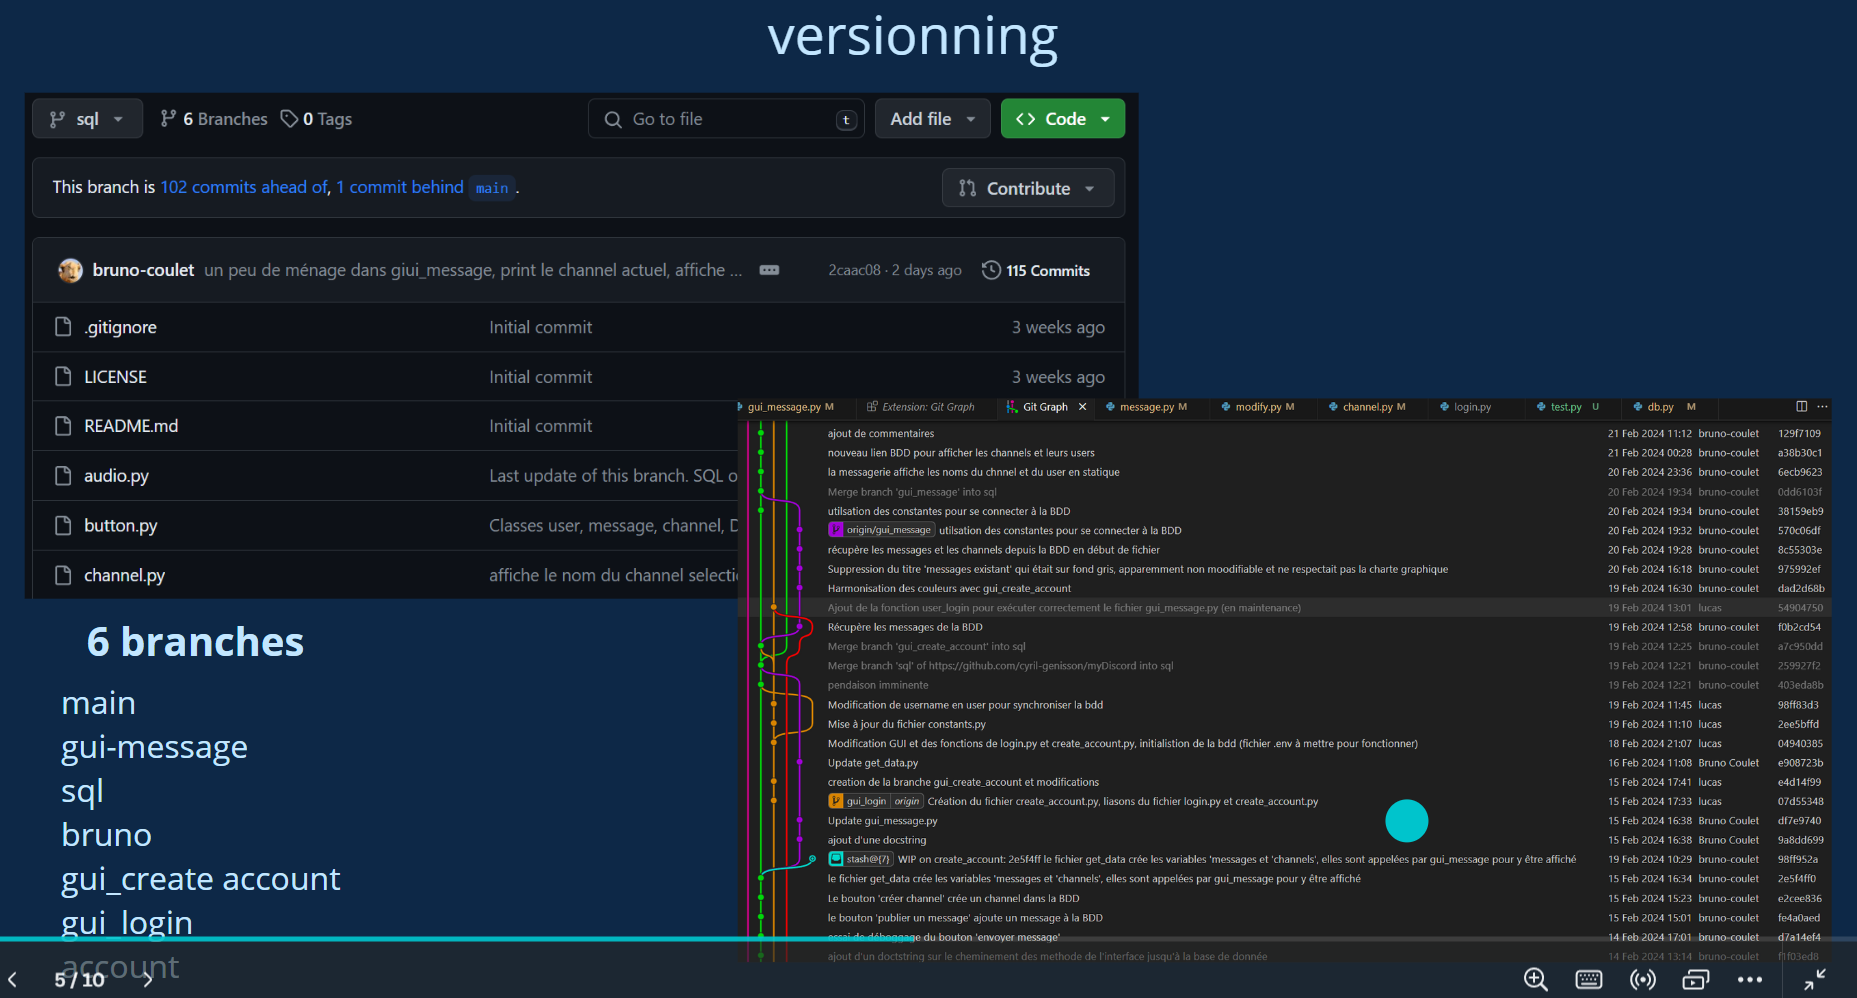 versionning
sql 6 Branches 0 Tags Go to file t Add file Code
This branch is 102 commits ahead of, 1 commit behind main .
Contribute
bruno-coulet un peu de ménage dans giui_message, print le channel actuel, affiche ... 2caac08 · 2 days ago 115 Commits
.gitignore Initial commit 3 weeks ago
LICENSE Initial commit 3 weeks ago
README.md Initial commit
audio.py Last update of this branch. SQL o
button.py Classes user, message, channel, D
channel.py affiche le nom du channel selecti
gui_message.py M Extension: Git Graph Git Graph message.py M modify.py M channel.py M login.py test.py U db.py M
ajout de commentaires 21 Feb 2024 11:12 bruno-coulet 129f7109
nouveau lien BDD pour afficher les channels et leurs users 21 Feb 2024 00:28 bruno-coulet a38b30c1
la messagerie affiche les noms du chnnel et du user en statique 20 Feb 2024 23:36 bruno-coulet 6ecb9623
Merge branch 'gui_message' into sql 20 Feb 2024 19:34 bruno-coulet 0dd6103f
utilsation des constantes pour se connecter à la BDD 20 Feb 2024 19:34 bruno-coulet 38159eb9
origin/gui_message utilsation des constantes pour se connecter à la BDD 20 Feb 2024 19:32 bruno-coulet 570c06df
récupère les messages et les channels depuis la BDD en début de fichier 20 Feb 2024 19:28 bruno-coulet 8c55303e
Suppression du titre 'messages existant' qui était sur fond gris, apparemment non moodifiable et ne respectait pas la charte graphique 20 Feb 2024 16:18 bruno-coulet 975992ef
Harmonisation des couleurs avec gui_create_account 19 Feb 2024 16:30 bruno-coulet dad2d68b
Ajout de la fonction user_login pour exécuter correctement le fichier gui_message.py (en maintenance) 19 Feb 2024 13:01 lucas 54904750
Récupère les messages de la BDD 19 Feb 2024 12:58 bruno-coulet f0b2cd54
Merge branch 'gui_create_account' into sql 19 Feb 2024 12:25 bruno-coulet a7c950dd
Merge branch 'sql' of https://github.com/cyril-genisson/myDiscord into sql 19 Feb 2024 12:21 bruno-coulet 259927f2
pendaison imminente 19 Feb 2024 12:21 bruno-coulet 403eda8b
Modification de username en user pour synchroniser la bdd 19 Feb 2024 11:45 lucas 98ff83d3
Mise à jour du fichier constants.py 19 Feb 2024 11:10 lucas 2ee5bffd
Modification GUI et des fonctions de login.py et create_account.py, initialistion de la bdd (fichier .env à mettre pour fonctionner) 18 Feb 2024 21:07 lucas 04940385
Update get_data.py 16 Feb 2024 11:08 Bruno Coulet e908723b
creation de la branche gui_create_account et modifications 15 Feb 2024 17:41 lucas e4d14f99
gui_login origin Création du fichier create_account.py, liasons du fichier login.py et create_account.py 15 Feb 2024 17:33 lucas 07d55348
Update gui_message.py 15 Feb 2024 16:38 Bruno Coulet df7e9740
ajout d'une docstring 15 Feb 2024 16:38 Bruno Coulet 9a8dd699
stash@{7} WIP on create_account: 2e5f4ff le fichier get_data crée les variables 'messages et 'channels', elles sont appelées par gui_message pour y être affiché 19 Feb 2024 10:29 bruno-coulet 98ff952a
le fichier get_data crée les variables 'messages et 'channels', elles sont appelées par gui_message pour y être affiché 15 Feb 2024 16:34 bruno-coulet 2e5f4ff0
Le bouton 'créer channel' crée un channel dans la BDD 15 Feb 2024 15:23 bruno-coulet e2cee836
le bouton 'publier un message' ajoute un message à la BDD 15 Feb 2024 15:01 bruno-coulet fe4a0aed
essai de déboggage du bouton 'envoyer message' 14 Feb 2024 17:01 bruno-coulet d7a14ef4
ajout d'un doctstring sur le cheminement des methode de l'interface jusqu'à la base de donnée 14 Feb 2024 13:14 bruno-coulet f1f03ed8
6 branches
main
gui-message
sql
bruno
gui_create account
gui_login
account
5 / 10